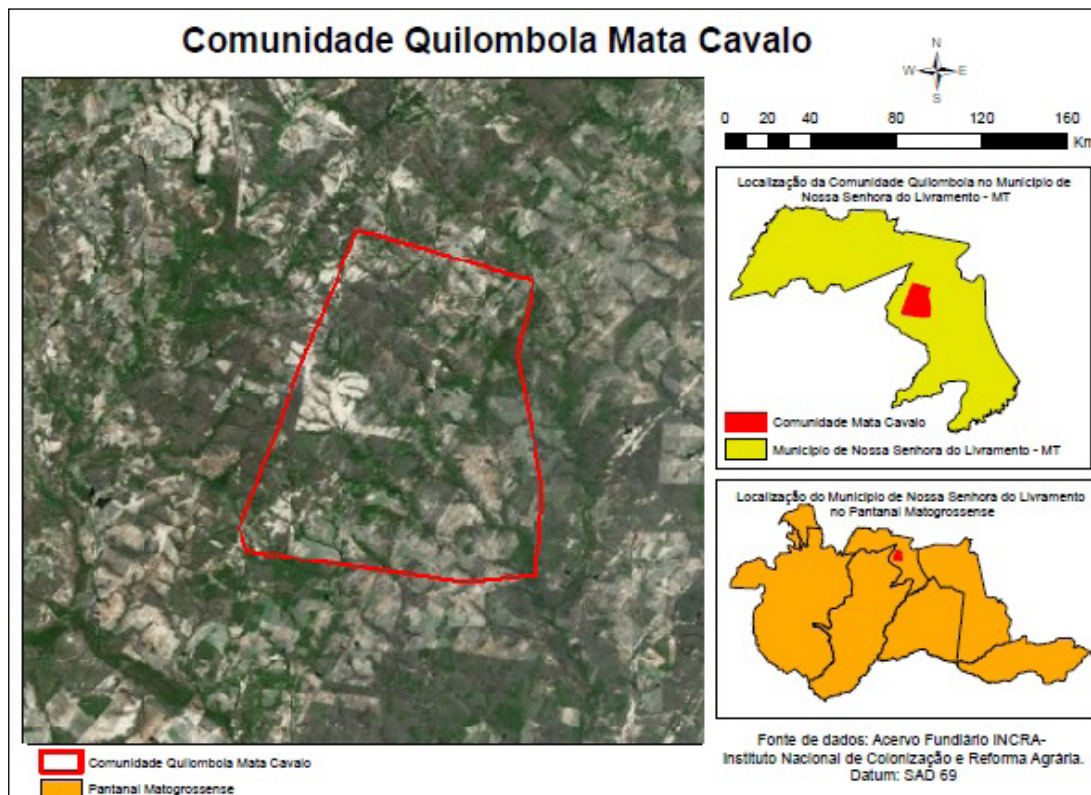 Comunidade Quilombola Mata Cavalo
N
W E
S
0 20 40 80 120 160
Km
Localização da Comunidade Quilombola no Município de
Nossa Senhora do Livramento - MT
Comunidade Mata Cavalo
Município de Nossa Senhora do Livramento - MT
Localização do Município de Nossa Senhora do Livramento
no Pantanal Matogrossense
Comunidade Quilombola Mata Cavalo
Pantanal Matogrossense
Fonte de dados: Acervo Fundiário INCRA-
Instituto Nacional de Colonização e Reforma Agrária.
Datum: SAD 69